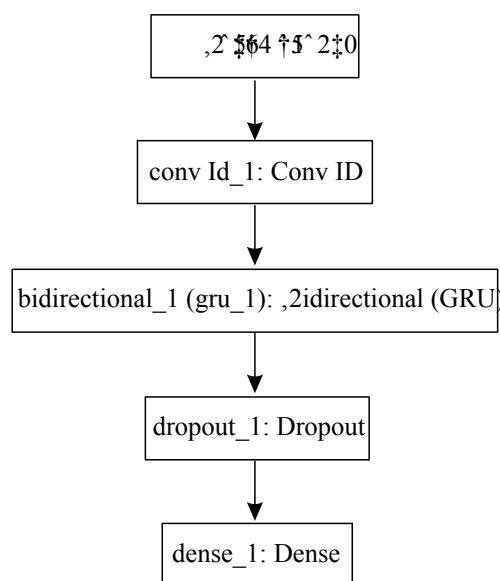 conv Id_1: Conv ID
bidirectional_1 (gru_1): ,2idirectional (GRU)
dropout_1: Dropout
dense_1: Dense